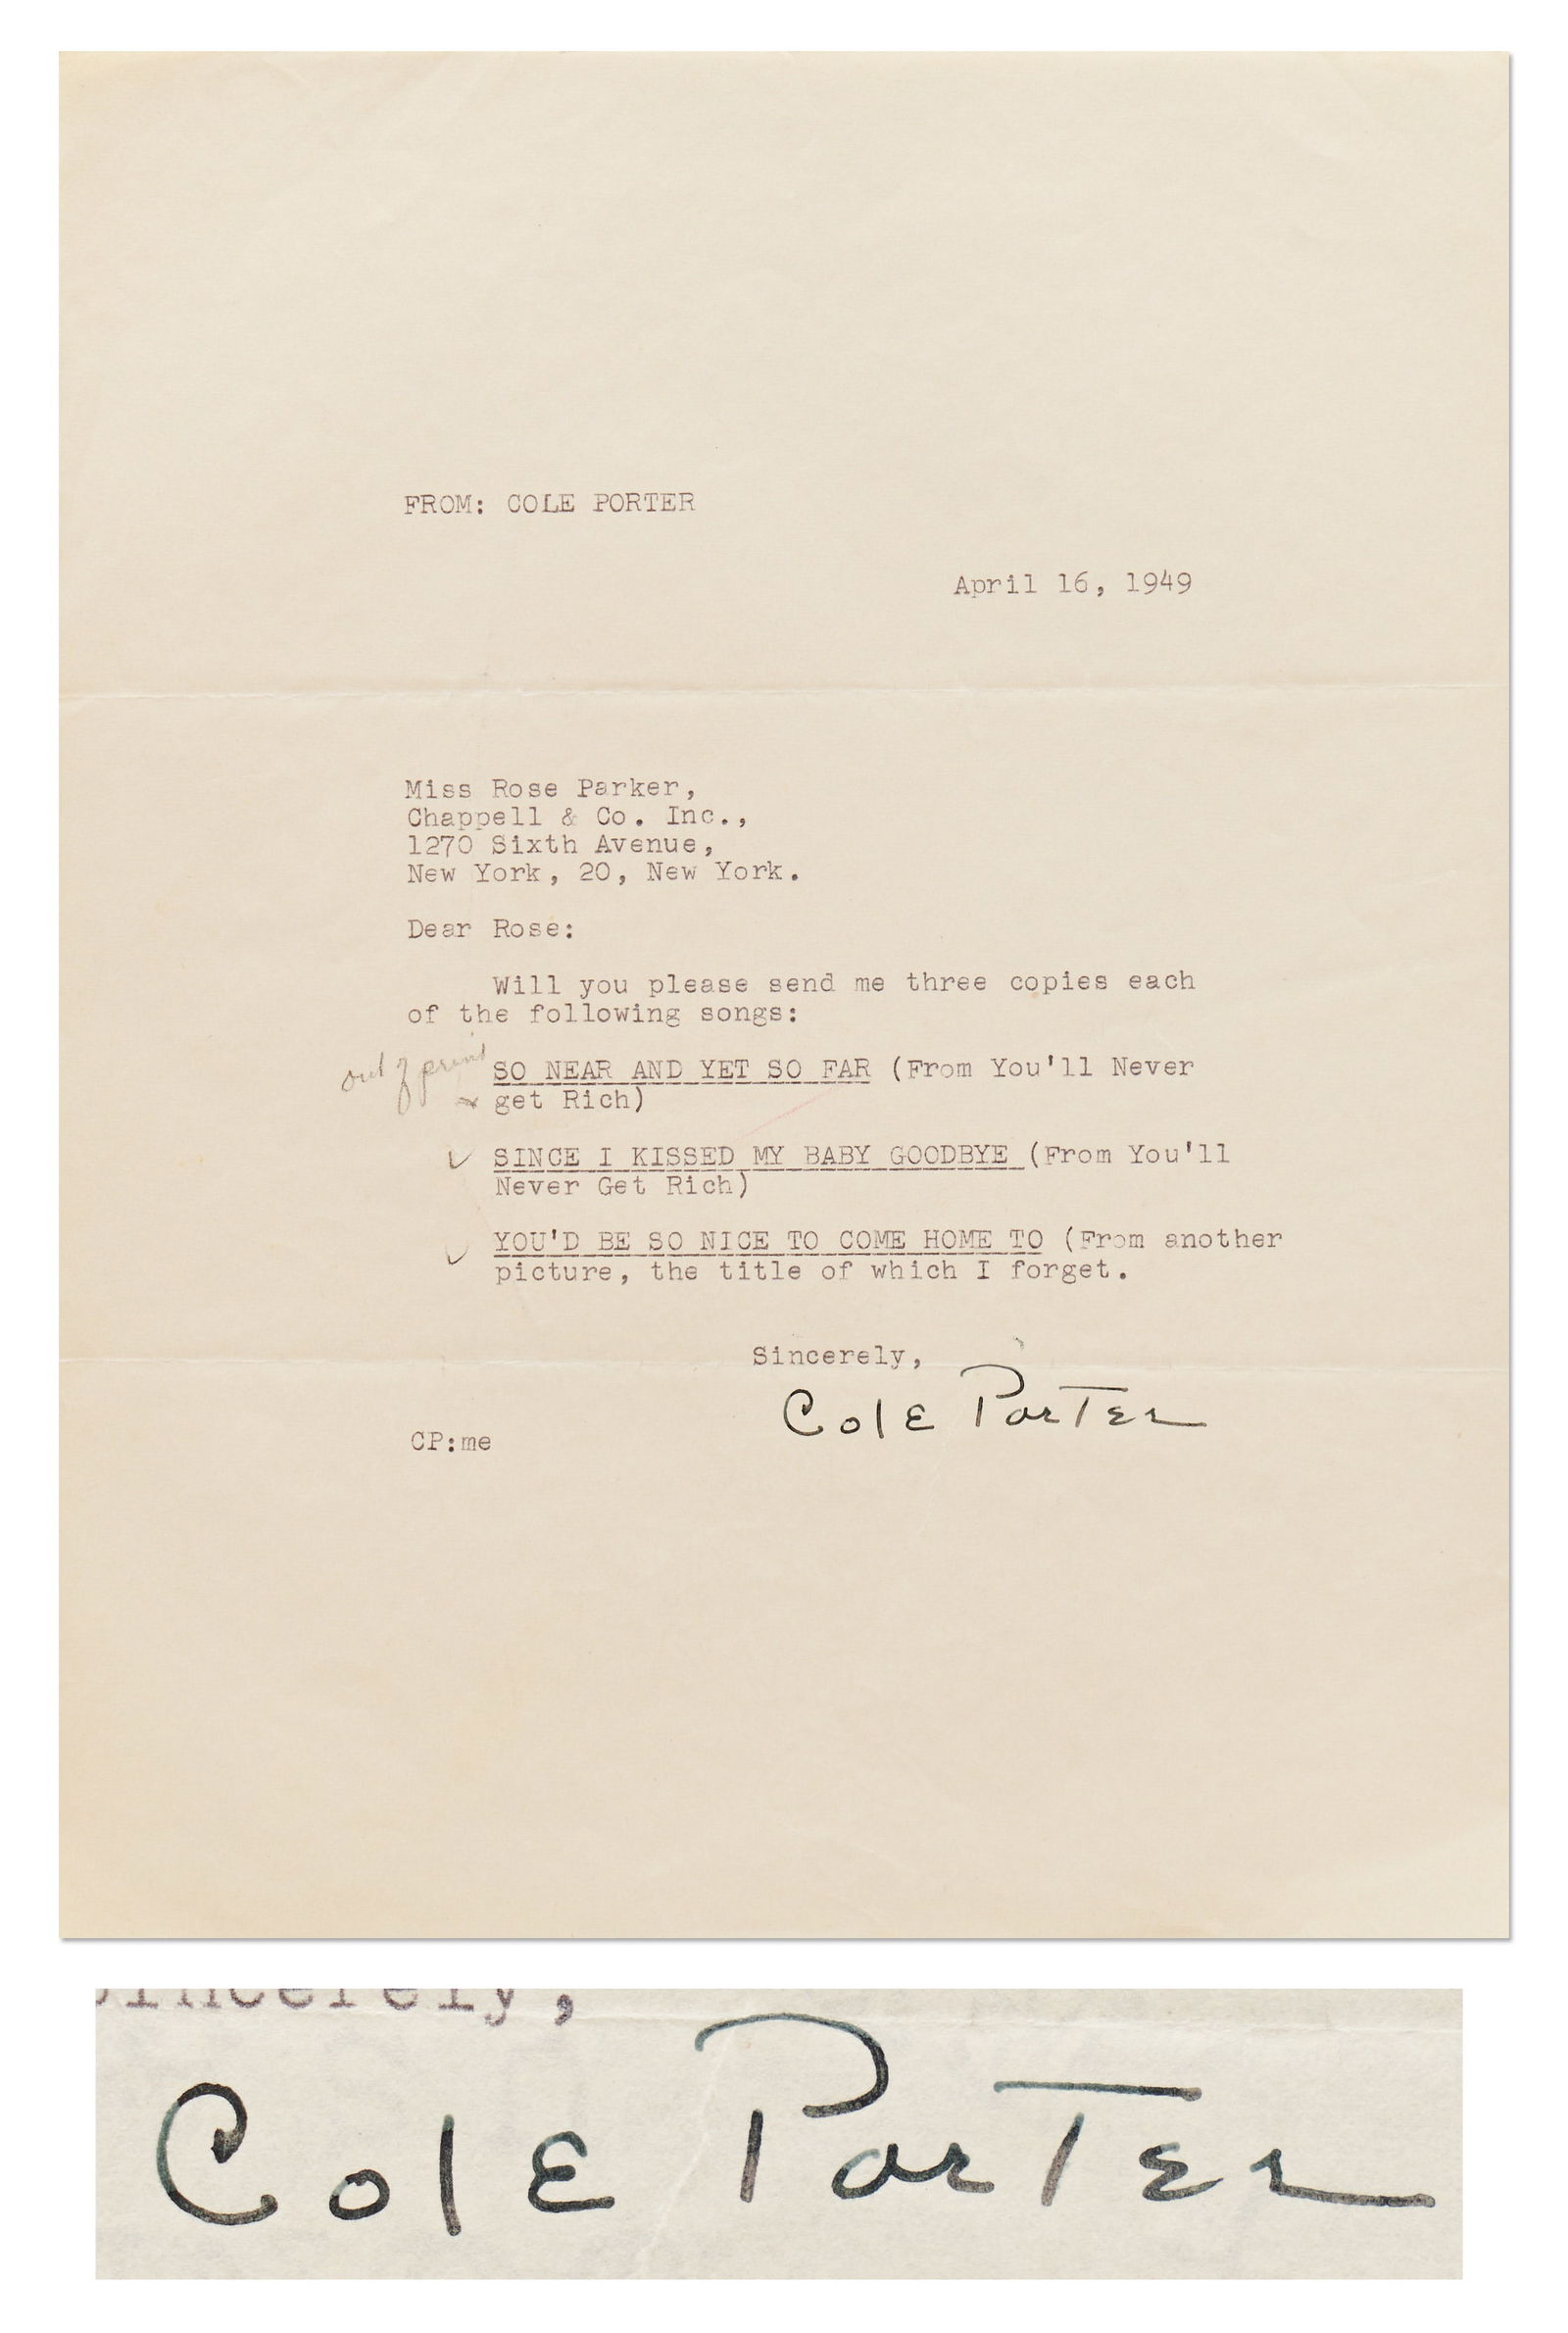 FROM: COLE PORTER
April 16, 1949
Miss Rose Parker,
Chappell & Co. Inc.,
1270 Sixth Avenue,
New York, 20, New York.
Dear Rose:
Will you please send me three copies each
of the following songs:
out of print
SO NEAR AND YET SO FAR (From You'll Never
get Rich)
SINCE I KISSED MY BABY GOODBYE (From You'll
Never Get Rich)
YOU'D BE SO NICE TO COME HOME TO (From another
picture, the title of which I forget.
Sincerely,
Cole Porter
CP:me
Sincerely,
Cole Porter